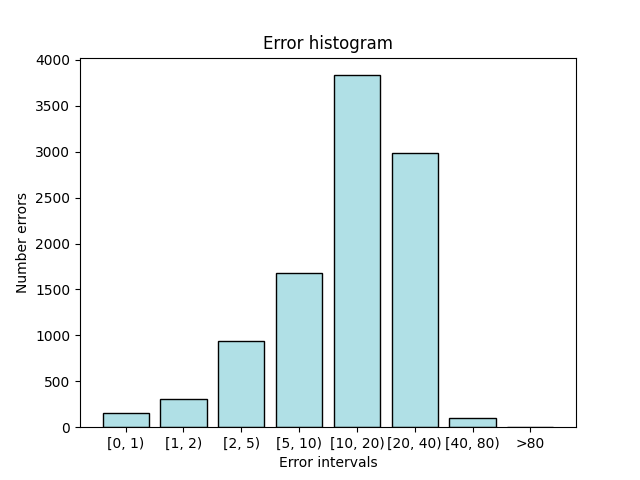 Error histogram
4000
3500
3000
2500
2000
1500
1000
500
0
Number errors
[0, 1) [1, 2) [2, 5) [5, 10) [10, 20) [20, 40) [40, 80) >80
Error intervals